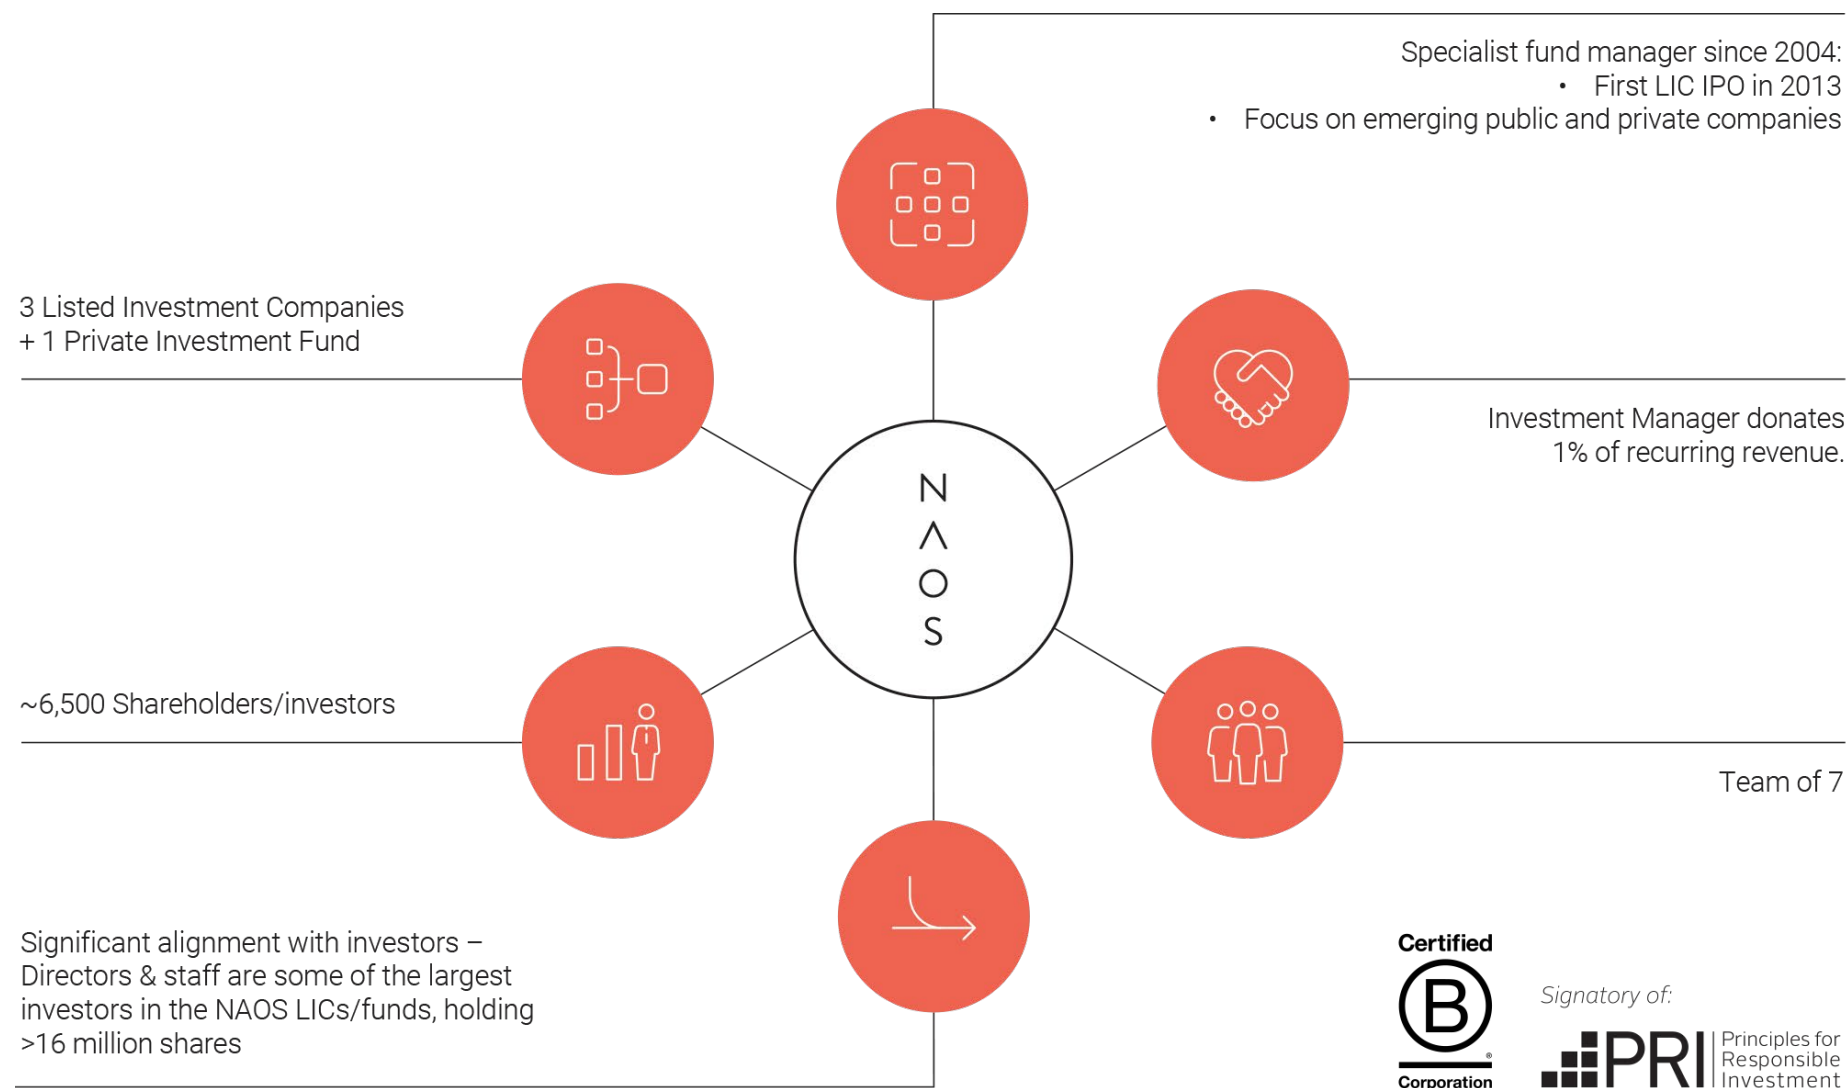 Specialist fund manager since 2004:
• First LIC IPO in 2013
• Focus on emerging public and private companies
3 Listed Investment Companies
+ 1 Private Investment Fund
Investment Manager donates
1% of recurring revenue.
N
Λ
O
S
~6,500 Shareholders/investors
Team of 7
Significant alignment with investors –
Directors & staff are some of the largest
investors in the NAOS LICs/funds, holding
>16 million shares
Certified
B
®
Corporation
Signatory of:
PRI
Principles for
Responsible
Investment